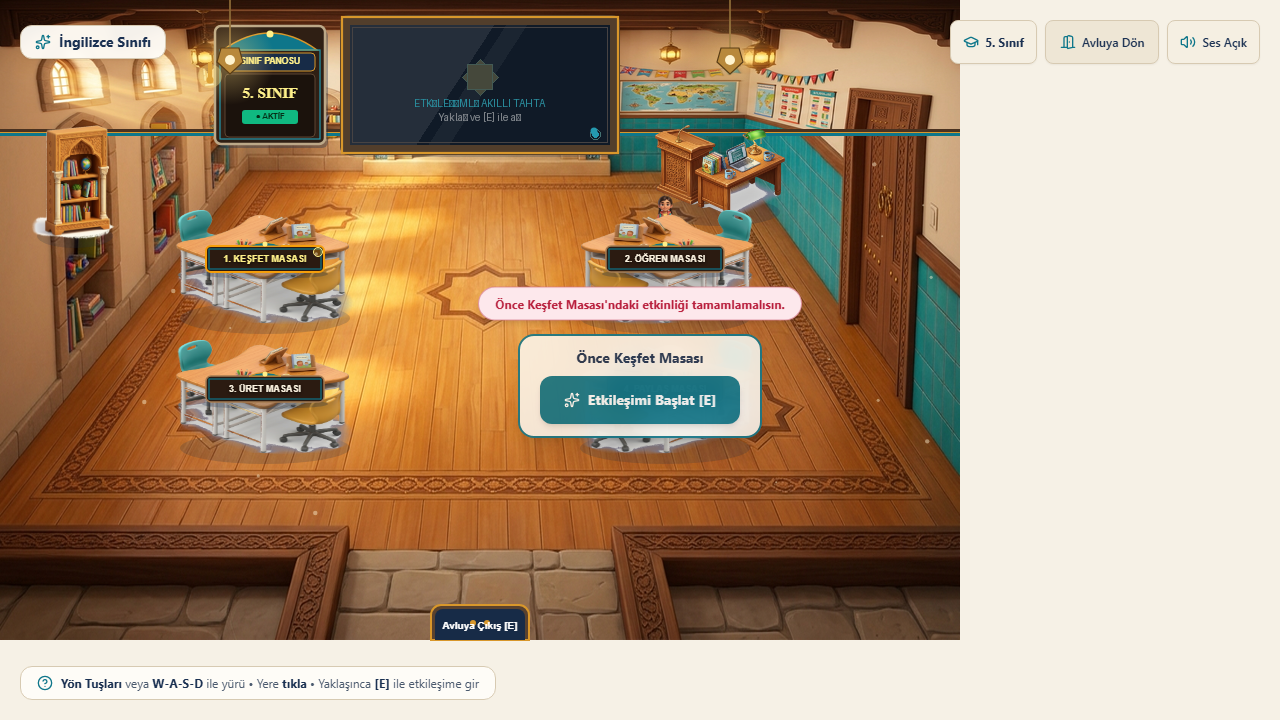 İngilizce Sınıfı
SINIF PANOSU
5. SINIF
• AKTİF
AKILLI TAHTA
ve [E] ile
5. Sınıf
Avluya Dön
Ses Açık
1. KEŞFET MASASI
2. ÖĞREN MASASI
Önce Keşfet Masası'ndaki etkinliği tamamlamalısın.
Önce Keşfet Masası
Etkileşimi Başlat [E]
3. ÜRET MASASI
Avluya Çıkış [E]
Yön Tuşları veya W-A-S-D ile yürü • Yere tıkla • Yaklaşınca [E] ile etkileşime gir